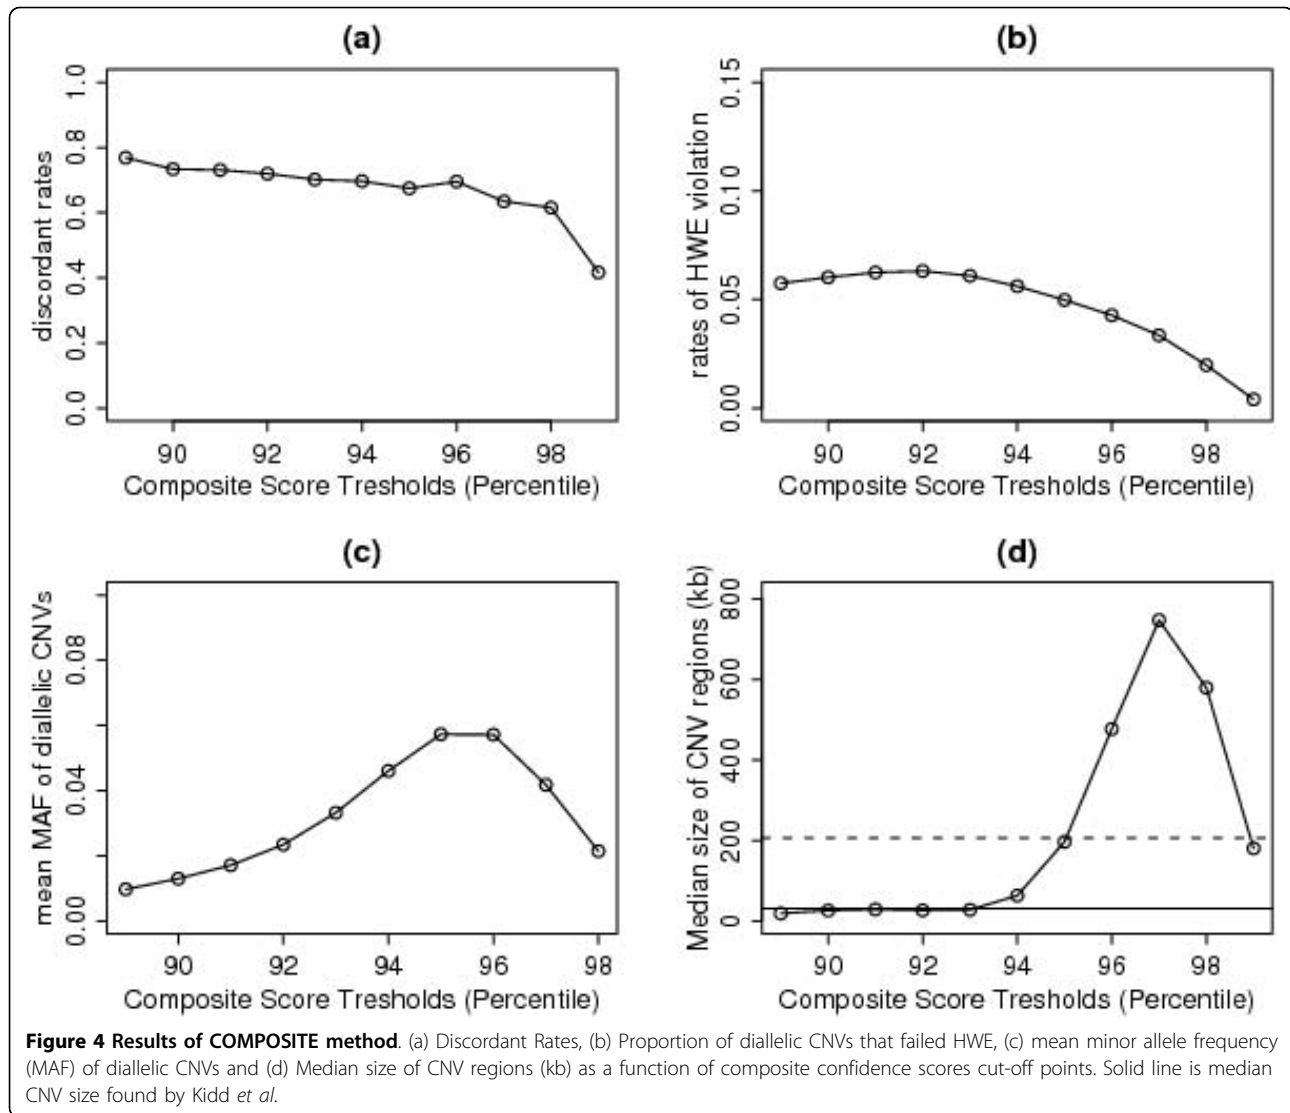 (a)
1.0
0.8
0.6
0.4
0.2
0.0
discordant rates
90 92 94 96 98
Composite Score Tresholds (Percentile)
(b)
0.15
0.10
0.05
0.00
rates of HWE violation
90 92 94 96 98
Composite Score Tresholds (Percentile)
(c)
0.08
0.04
0.00
mean MAF of diallelic CNVs
90 92 94 96 98
Composite Score Tresholds (Percentile)
(d)
800
600
400
200
0
Median size of CNV regions (kb)
90 92 94 96 98
Composite Score Tresholds (Percentile)
Figure 4 Results of COMPOSITE method. (a) Discordant Rates, (b) Proportion of diallelic CNVs that failed HWE, (c) mean minor allele frequency
(MAF) of diallelic CNVs and (d) Median size of CNV regions (kb) as a function of composite confidence scores cut-off points. Solid line is median
CNV size found by Kidd et al.